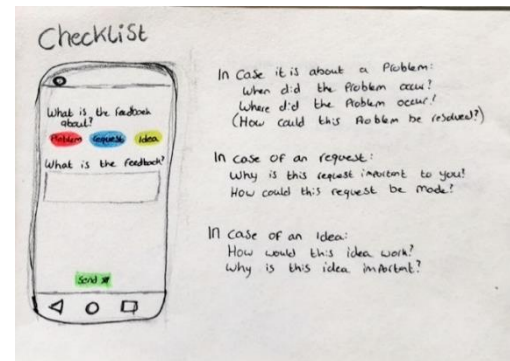 Checklist
What is the feedback
about?
Problem Request Idea
What is the feedback?
Send
In case it is about a Problem:
When did the Problem occur?
Where did the Problem occur?
(How could this Problem be resolved?)
In case of an request:
Why is this request important to you?
How could this request be made?
In case of an Idea:
How would this idea work?
Why is this idea important?